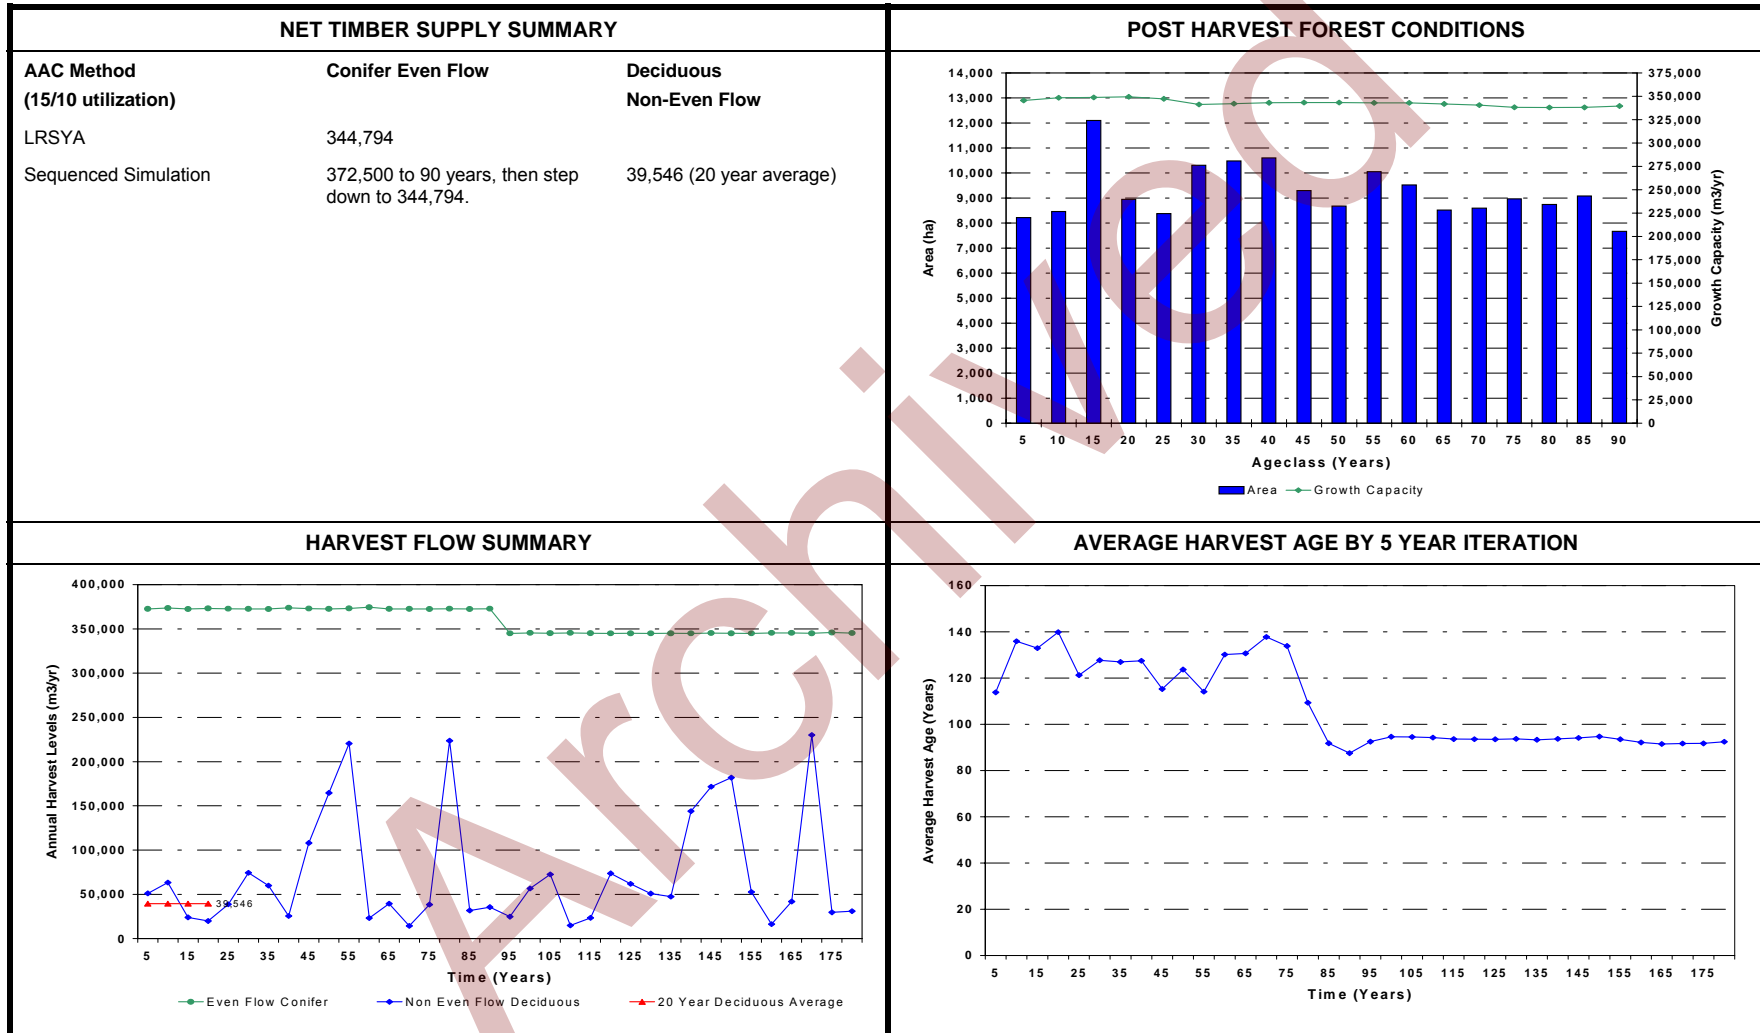 NET TIMBER SUPPLY SUMMARY
AAC Method
(15/10 utilization)
Conifer Even Flow
Deciduous
Non-Even Flow
LRSYA
344,794
Sequenced Simulation
372,500 to 90 years, then step
down to 344,794.
39,546 (20 year average)
POST HARVEST FOREST CONDITIONS
14,000
13,000
12,000
11,000
10,000
9,000
8,000
7,000
6,000
5,000
4,000
3,000
2,000
1,000
0
Area (ha)
375,000
350,000
325,000
300,000
275,000
250,000
225,000
200,000
175,000
150,000
125,000
100,000
75,000
50,000
25,000
0
Growth Capacity (m3/yr)
5 10 15 20 25 30 35 40 45 50 55 60 65 70 75 80 85 90
Ageclass (Years)
Area Growth Capacity
HARVEST FLOW SUMMARY
400,000
350,000
300,000
250,000
200,000
150,000
100,000
50,000
0
Annual Harvest Levels (m3/yr)
39,546
5 15 25 35 45 55 65 75 85 95 105 115 125 135 145 155 165 175
Time (Years)
Even Flow Conifer Non Even Flow Deciduous 20 Year Deciduous Average
AVERAGE HARVEST AGE BY 5 YEAR ITERATION
160
140
120
100
80
60
40
20
0
Average Harvest Age (Years)
5 15 25 35 45 55 65 75 85 95 105 115 125 135 145 155 165 175
Time (Years)
Archived